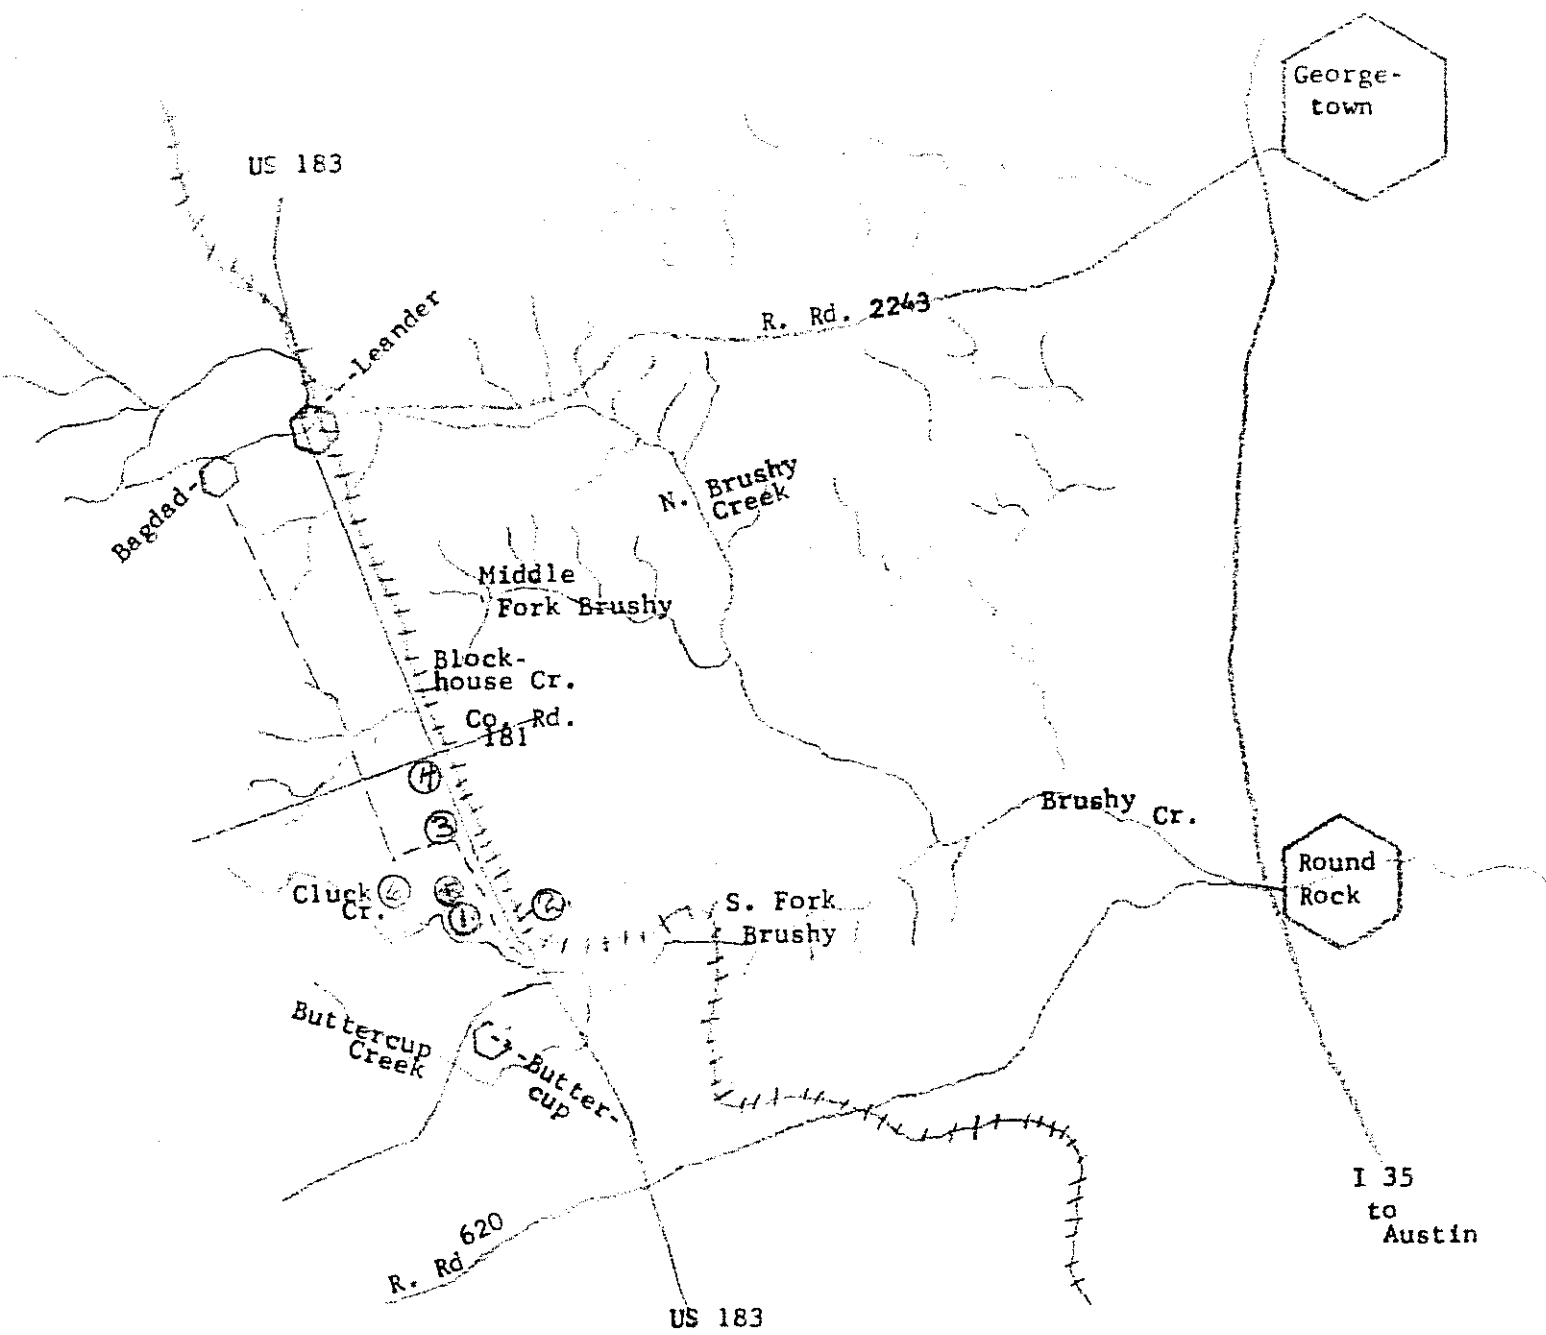 George-
town
US 183
Leander
R. Rd. 2243
Bagdad
N. Brushy
Creek
Middle
Fork Brushy
Block-
house Cr.
Co. Rd.
181
4
3
Brushy Cr.
Round
Rock
Cluck
Cr.
6
1
2
S. Fork
Brushy
Buttercup
Creek
Butter-
cup
I 35
to
Austin
R. Rd 620
US 183